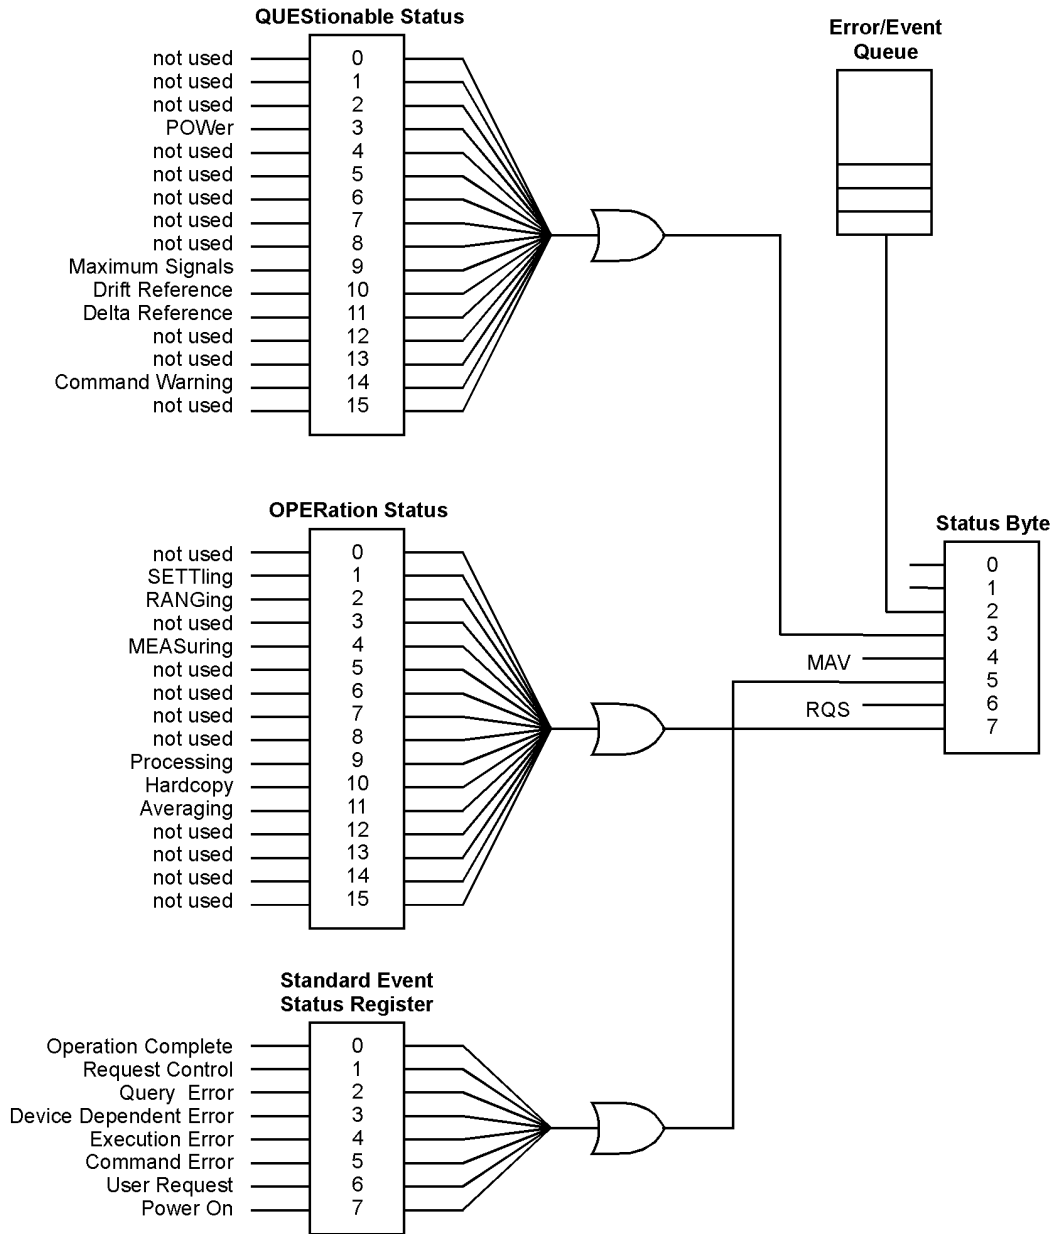 QUEStionable Status
not used 0
not used 1
not used 2
POWer 3
not used 4
not used 5
not used 6
not used 7
not used 8
Maximum Signals 9
Drift Reference 10
Delta Reference 11
not used 12
not used 13
Command Warning 14
not used 15
Error/Event
Queue
OPERation Status
not used 0
SETTling 1
RANGing 2
not used 3
MEASuring 4
not used 5
not used 6
not used 7
not used 8
Processing 9
Hardcopy 10
Averaging 11
not used 12
not used 13
not used 14
not used 15
Status Byte
0
1
2
3
MAV 4
5
RQS 6
7
Standard Event
Status Register
Operation Complete 0
Request Control 1
Query Error 2
Device Dependent Error 3
Execution Error 4
Command Error 5
User Request 6
Power On 7